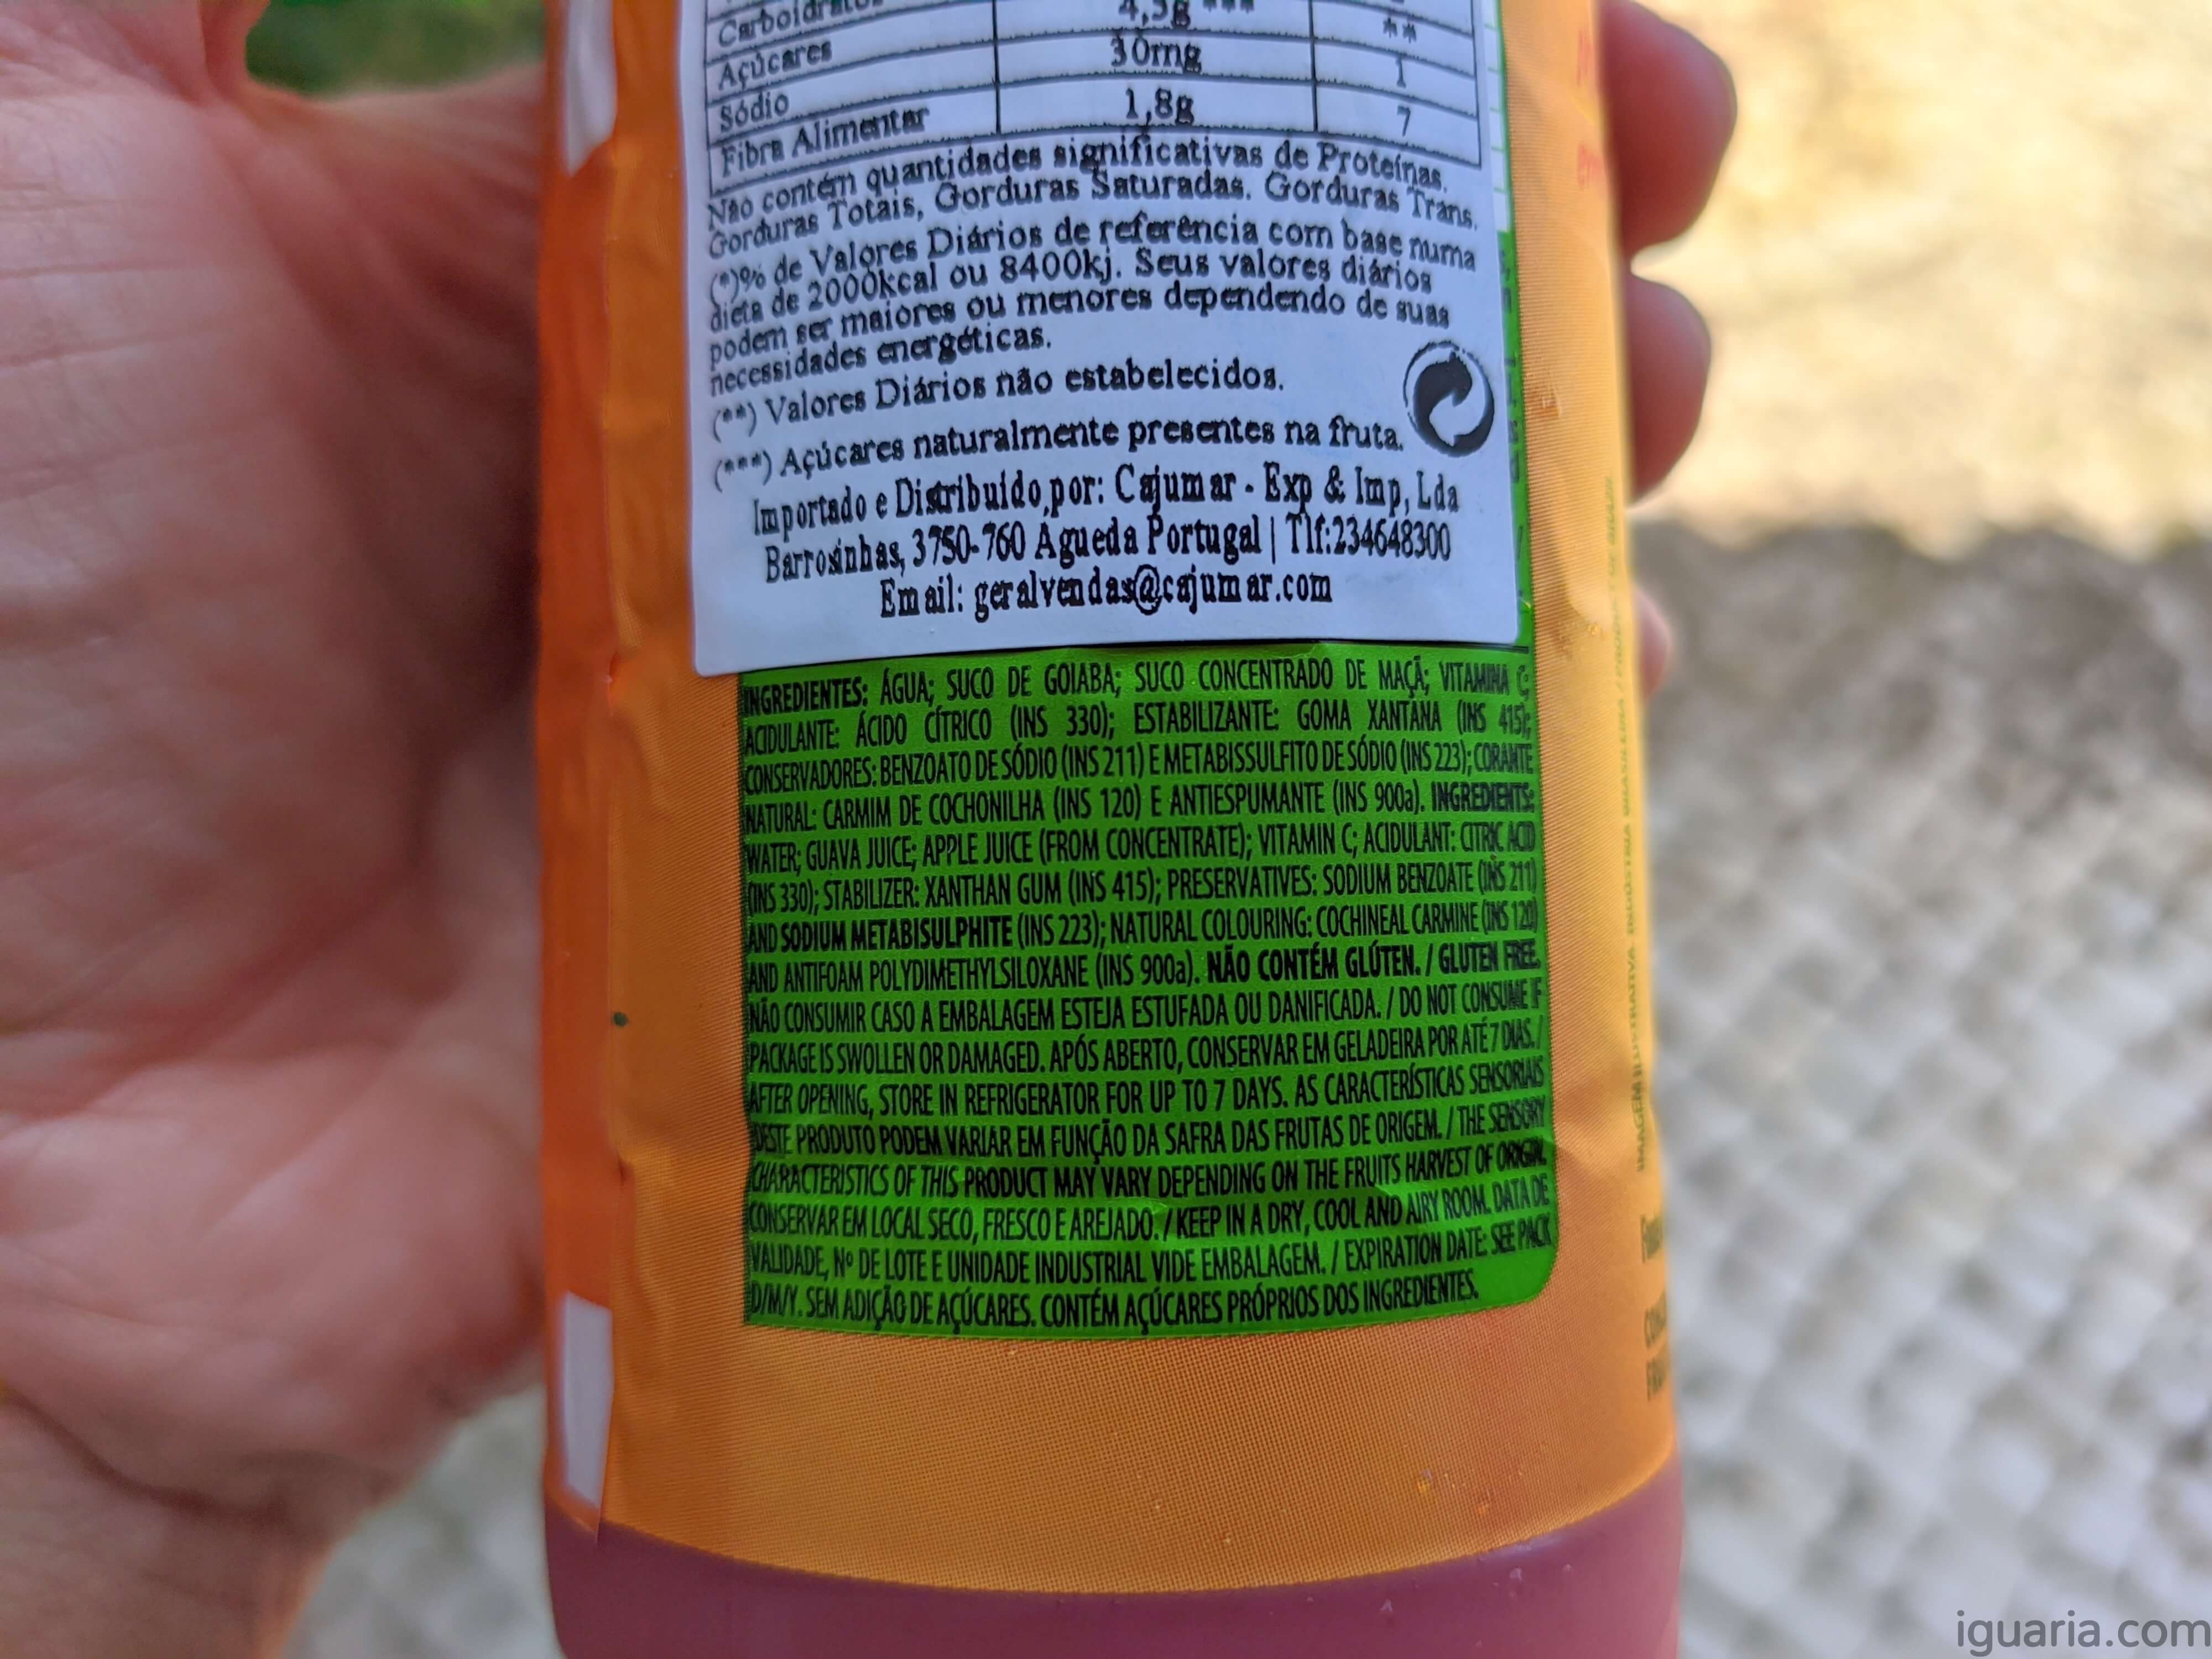 Açúcares 4,5g *** **
Sódio 30mg 1
Fibra Alimentar 1,8g 7
Não contém quantidades significativas de Proteínas,
Gorduras Totais, Gorduras Saturadas, Gorduras Trans.
(*)% de Valores Diários de referência com base numa
dieta de 2000kcal ou 8400kj. Seus valores diários
podem ser maiores ou menores dependendo de suas
necessidades energéticas.
(**) Valores Diários não estabelecidos.
(***) Açúcares naturalmente presentes na fruta.
Importado e Distribuído por: Cajumar - Exp & Imp, Lda
Barrosinhas, 3750-760 Agueda Portugal | Tlf:234648300
Email: geralvendas@cajumar.com
INGREDIENTES: ÁGUA; SUCO DE GOIABA; SUCO CONCENTRADO DE MAÇÃ; VITAMINA C;
ACIDULANTE: ÁCIDO CÍTRICO (INS 330); ESTABILIZANTE: GOMA XANTANA (INS 415);
CONSERVADORES: BENZOATO DE SÓDIO (INS 211) E METABISSULFITO DE SÓDIO (INS 223); CORANTE
NATURAL: CARMIM DE COCHONILHA (INS 120) E ANTIESPUMANTE (INS 900a). INGREDIENTS:
WATER; GUAVA JUICE; APPLE JUICE (FROM CONCENTRATE); VITAMIN C; ACIDULANT: CITRIC ACID
(INS 330); STABILIZER: XANTHAN GUM (INS 415); PRESERVATIVES: SODIUM BENZOATE (INS 211)
AND SODIUM METABISULPHITE (INS 223); NATURAL COLOURING: COCHINEAL CARMINE (INS 120)
AND ANTIFOAM POLYDIMETHYLSILOXANE (INS 900a). NÃO CONTÉM GLÚTEN. / GLUTEN FREE.
NÃO CONSUMIR CASO A EMBALAGEM ESTEJA ESTUFADA OU DANIFICADA. / DO NOT CONSUME IF
PACKAGE IS SWOLLEN OR DAMAGED. APÓS ABERTO, CONSERVAR EM GELADEIRA POR ATÉ 7 DIAS. /
AFTER OPENING, STORE IN REFRIGERATOR FOR UP TO 7 DAYS. AS CARACTERÍSTICAS SENSORIAIS
DESTE PRODUTO PODEM VARIAR EM FUNÇÃO DA SAFRA DAS FRUTAS DE ORIGEM. / THE SENSORY
CHARACTERISTICS OF THIS PRODUCT MAY VARY DEPENDING ON THE FRUITS HARVEST OF ORIGIN.
CONSERVAR EM LOCAL SECO, FRESCO E AREJADO. / KEEP IN A DRY, COOL AND AIRY ROOM. DATA DE
VALIDADE, Nº DE LOTE E UNIDADE INDUSTRIAL VIDE EMBALAGEM. / EXPIRATION DATE: SEE PACK
D/M/Y. SEM ADIÇÃO DE AÇÚCARES. CONTÉM AÇÚCARES PRÓPRIOS DOS INGREDIENTES.
IMAGEM ILUSTRATIVA.
iguaria.com